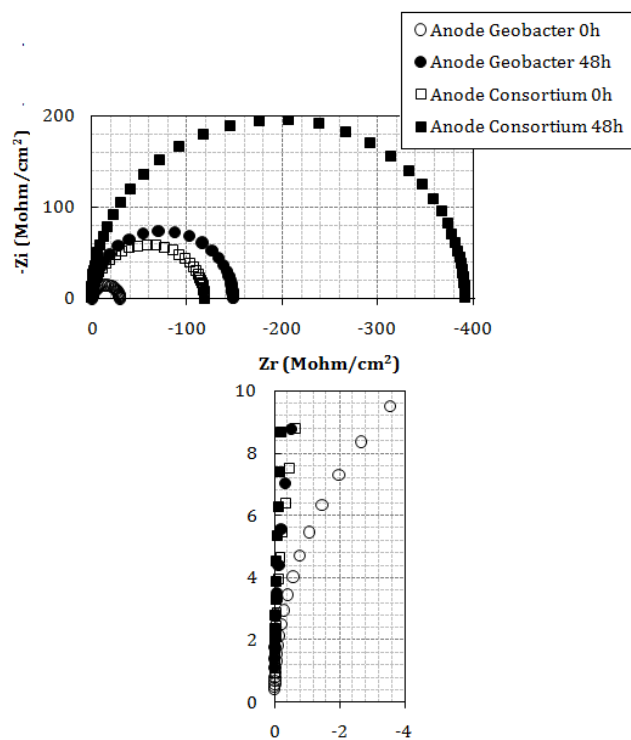 Anode Geobacter 0h
Anode Geobacter 48h
Anode Consortium 0h
Anode Consortium 48h
200
100
0
-Zi (Mohm/cm²)
0 -100 -200 -300 -400
Zr (Mohm/cm²)
10
8
6
4
2
0
0 -2 -4